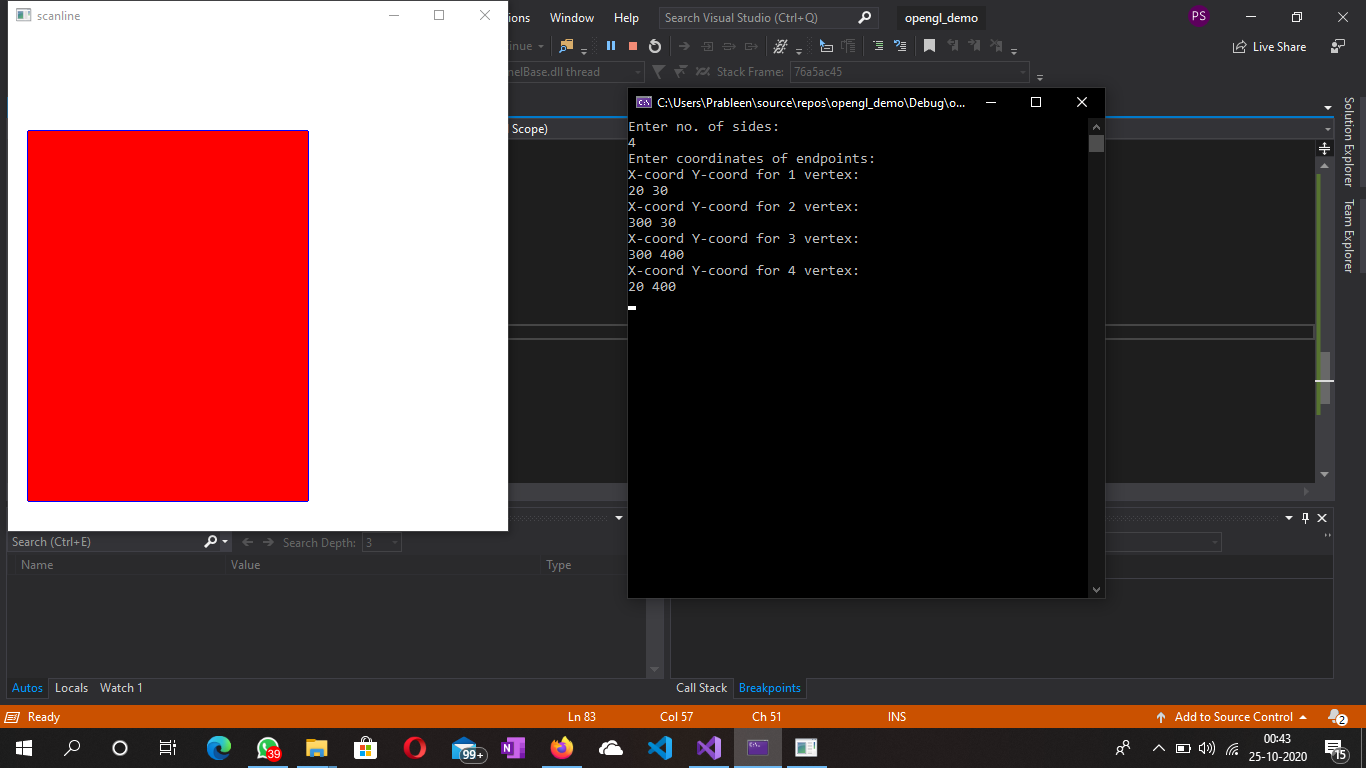 scanline
Window Help Search Visual Studio (Ctrl+Q) opengl_demo PS
Live Share
thread Stack Frame: 76a5ac45
C:\Users\Prableen\source\repos\opengl_demo\Debug\o...
Scope)
Enter no. of sides:
4
Enter coordinates of endpoints:
X-coord Y-coord for 1 vertex:
20 30
X-coord Y-coord for 2 vertex:
300 30
X-coord Y-coord for 3 vertex:
300 400
X-coord Y-coord for 4 vertex:
20 400
Solution Explorer
Team Explorer
Search (Ctrl+E) Search Depth: 3
Name Value Type
Autos Locals Watch 1 Call Stack Breakpoints
Ready Ln 83 Col 57 Ch 51 INS Add to Source Control 2
39 99+ N 00:43
25-10-2020 15